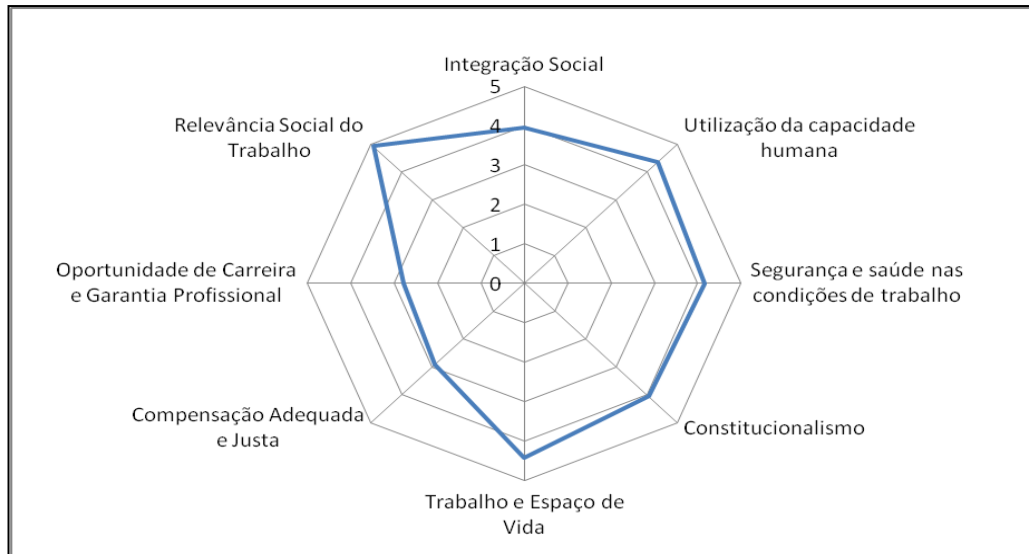 Integração Social
5
4
3
2
1
0
Utilização da capacidade
humana
Segurança e saúde nas
condições de trabalho
Constitucionalismo
Trabalho e Espaço de
Vida
Compensação Adequada
e Justa
Oportunidade de Carreira
e Garantia Profissional
Relevância Social do
Trabalho